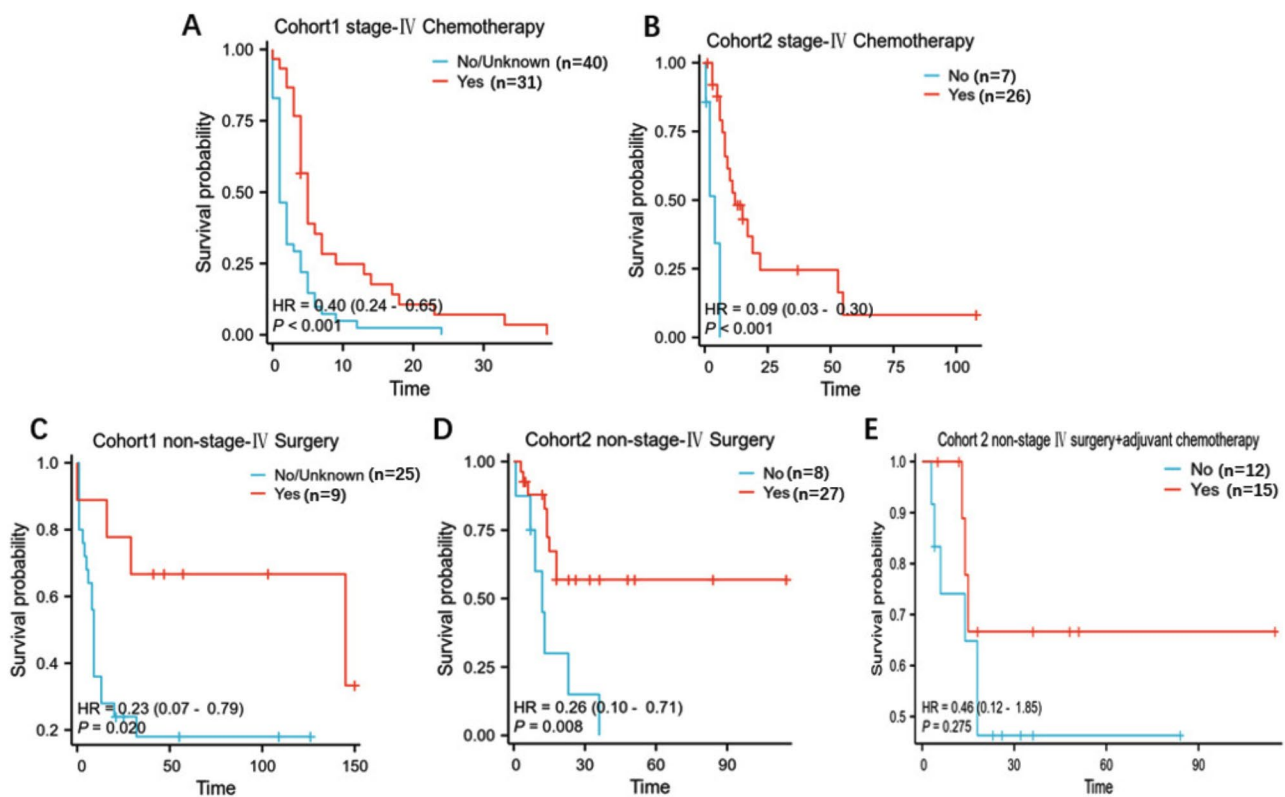 A
Cohort1 stage-Ⅳ Chemotherapy
No/Unknown (n=40)
Yes (n=31)
Survival probability
1.00
0.75
0.50
0.25
0.00
HR = 0.40 (0.24 - 0.65)
P < 0.001
0 10 20 30
Time
B
Cohort2 stage-Ⅳ Chemotherapy
No (n=7)
Yes (n=26)
Survival probability
1.00
0.75
0.50
0.25
0.00
HR = 0.09 (0.03 - 0.30)
P < 0.001
0 25 50 75 100
Time
C
Cohort1 non-stage-Ⅳ Surgery
No/Unknown (n=25)
Yes (n=9)
Survival probability
1.0
0.8
0.6
0.4
0.2
HR = 0.23 (0.07 - 0.79)
P = 0.020
0 50 100 150
Time
D
Cohort2 non-stage-Ⅳ Surgery
No (n=8)
Yes (n=27)
Survival probability
1.00
0.75
0.50
0.25
0.00
HR = 0.26 (0.10 - 0.71)
P = 0.008
0 30 60 90
Time
E
Cohort 2 non-stage Ⅳ surgery+adjuvant chemotherapy
No (n=12)
Yes (n=15)
Survival probability
1.0
0.9
0.8
0.7
0.6
0.5
HR = 0.46 (0.12 - 1.85)
P = 0.275
0 30 60 90
Time